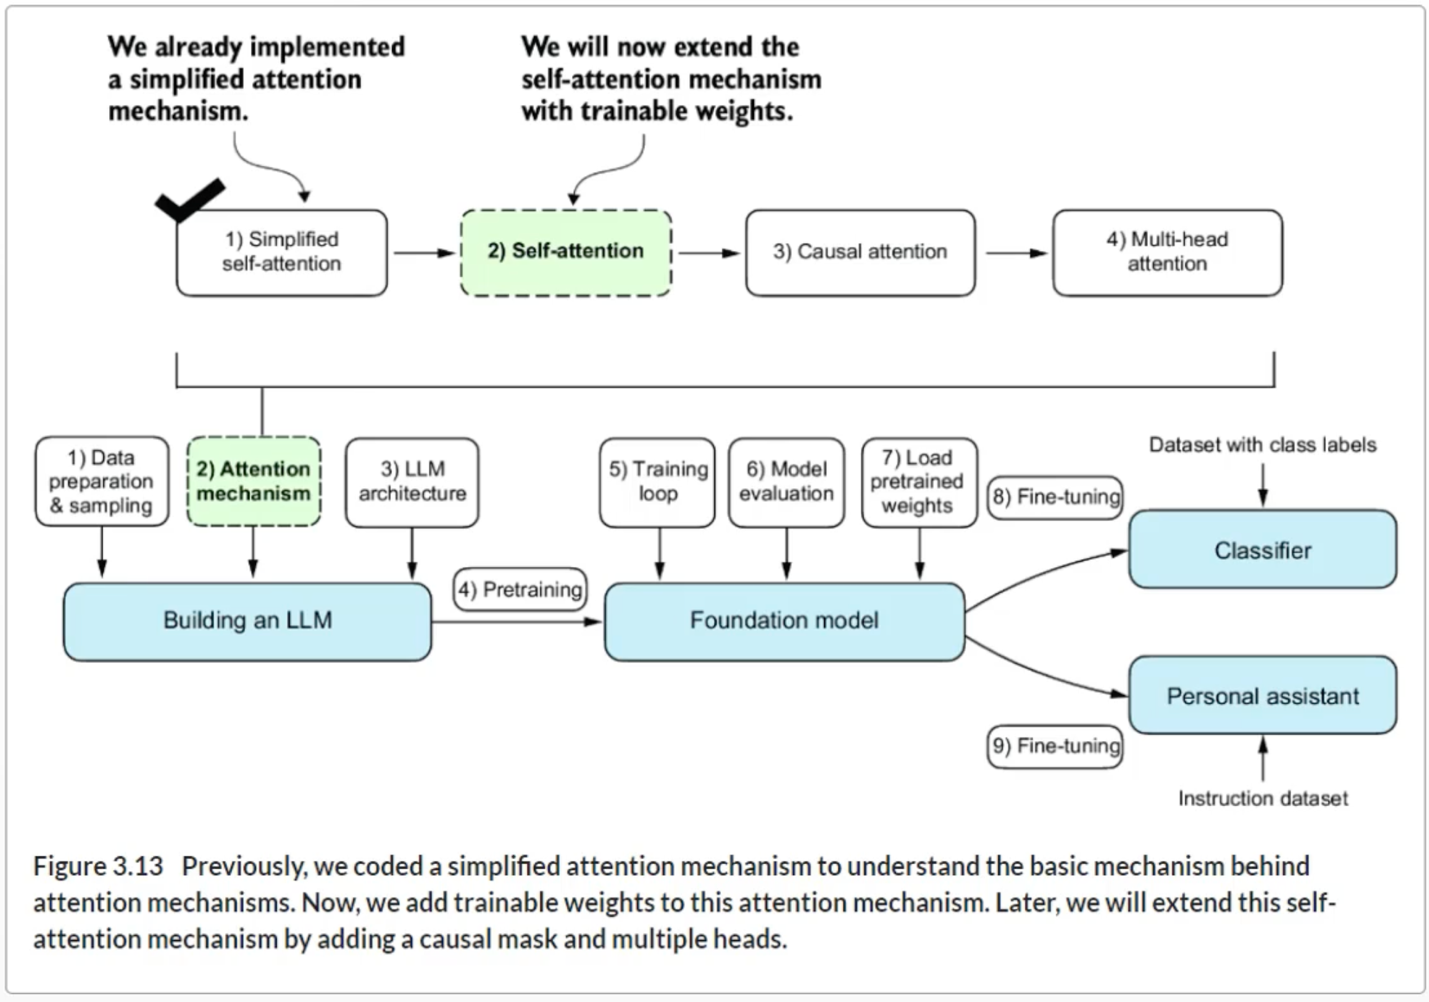 We already implemented
a simplified attention
mechanism.
We will now extend the
self-attention mechanism
with trainable weights.
1) Simplified
self-attention
2) Self-attention
3) Causal attention
4) Multi-head
attention
1) Data
preparation
& sampling
2) Attention
mechanism
3) LLM
architecture
5) Training
loop
6) Model
evaluation
7) Load
pretrained
weights
8) Fine-tuning
Dataset with class labels
Classifier
Building an LLM
4) Pretraining
Foundation model
Personal assistant
9) Fine-tuning
Instruction dataset
Figure 3.13 Previously, we coded a simplified attention mechanism to understand the basic mechanism behind
attention mechanisms. Now, we add trainable weights to this attention mechanism. Later, we will extend this self-
attention mechanism by adding a causal mask and multiple heads.